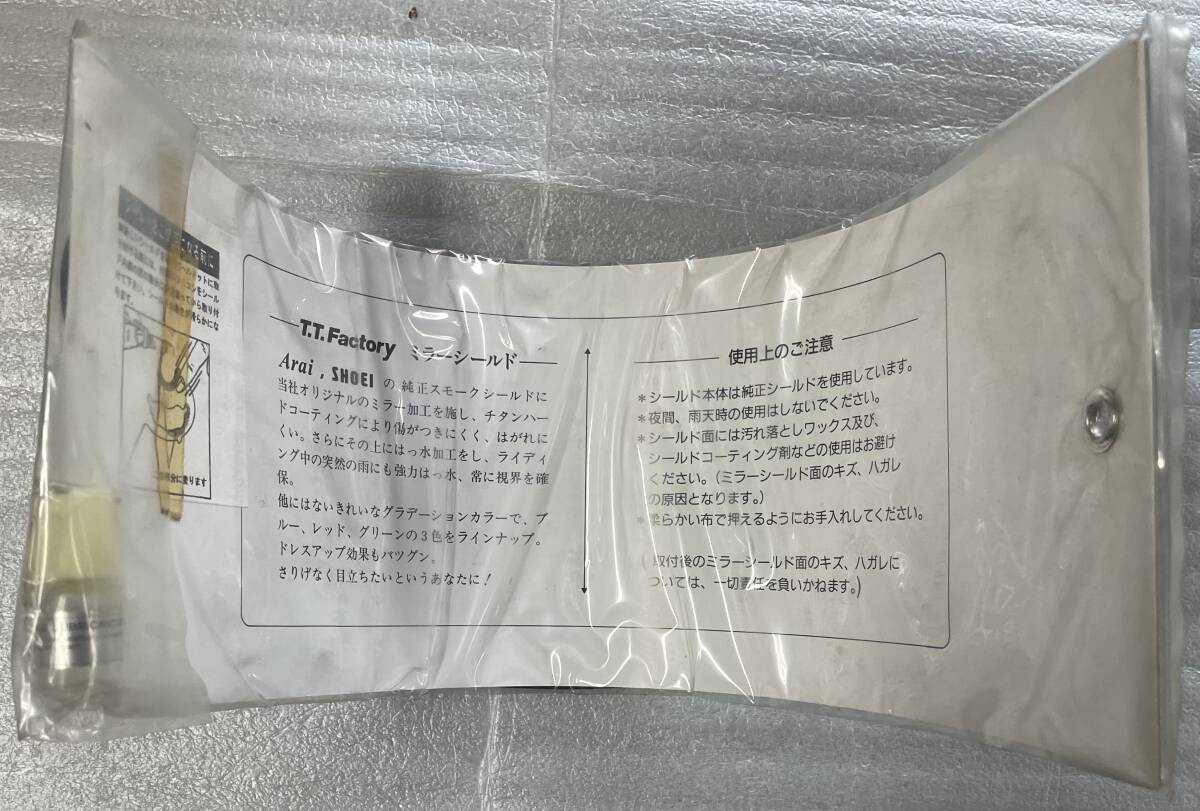 なる前に
ヘルメットに取
り付け
T.T.Factory ミラーシールド
Arai , SHOEI の純正スモークシールドに
当社オリジナルのミラー加工を施し、チタンハー
ドコーティングにより傷がつきにくく、はがれに
くい。さらにその上にはっ水加工をし、ライディ
ング中の突然の雨にも強力はっ水、常に視界を確
保。
他にはないきれいなグラデーションカラーで、ブ
ルー、レッド、グリーンの3色をラインナップ。
ドレスアップ効果もバツグン。
さりげなく目立ちたいというあなたに!
使用上のご注意
*シールド本体は純正シールドを使用しています。
*夜間、雨天時の使用はしないでください。
*シールド面には汚れ落としワックス及び、
シールドコーティング剤などの使用はお避け
ください。(ミラーシールド面のキズ、ハガレ
の原因となります。)
*柔らかい布で押えるようにお手入れしてください。
(取付後のミラーシールド面のキズ、ハガレに
ついては、一切責任を負いかねます。)